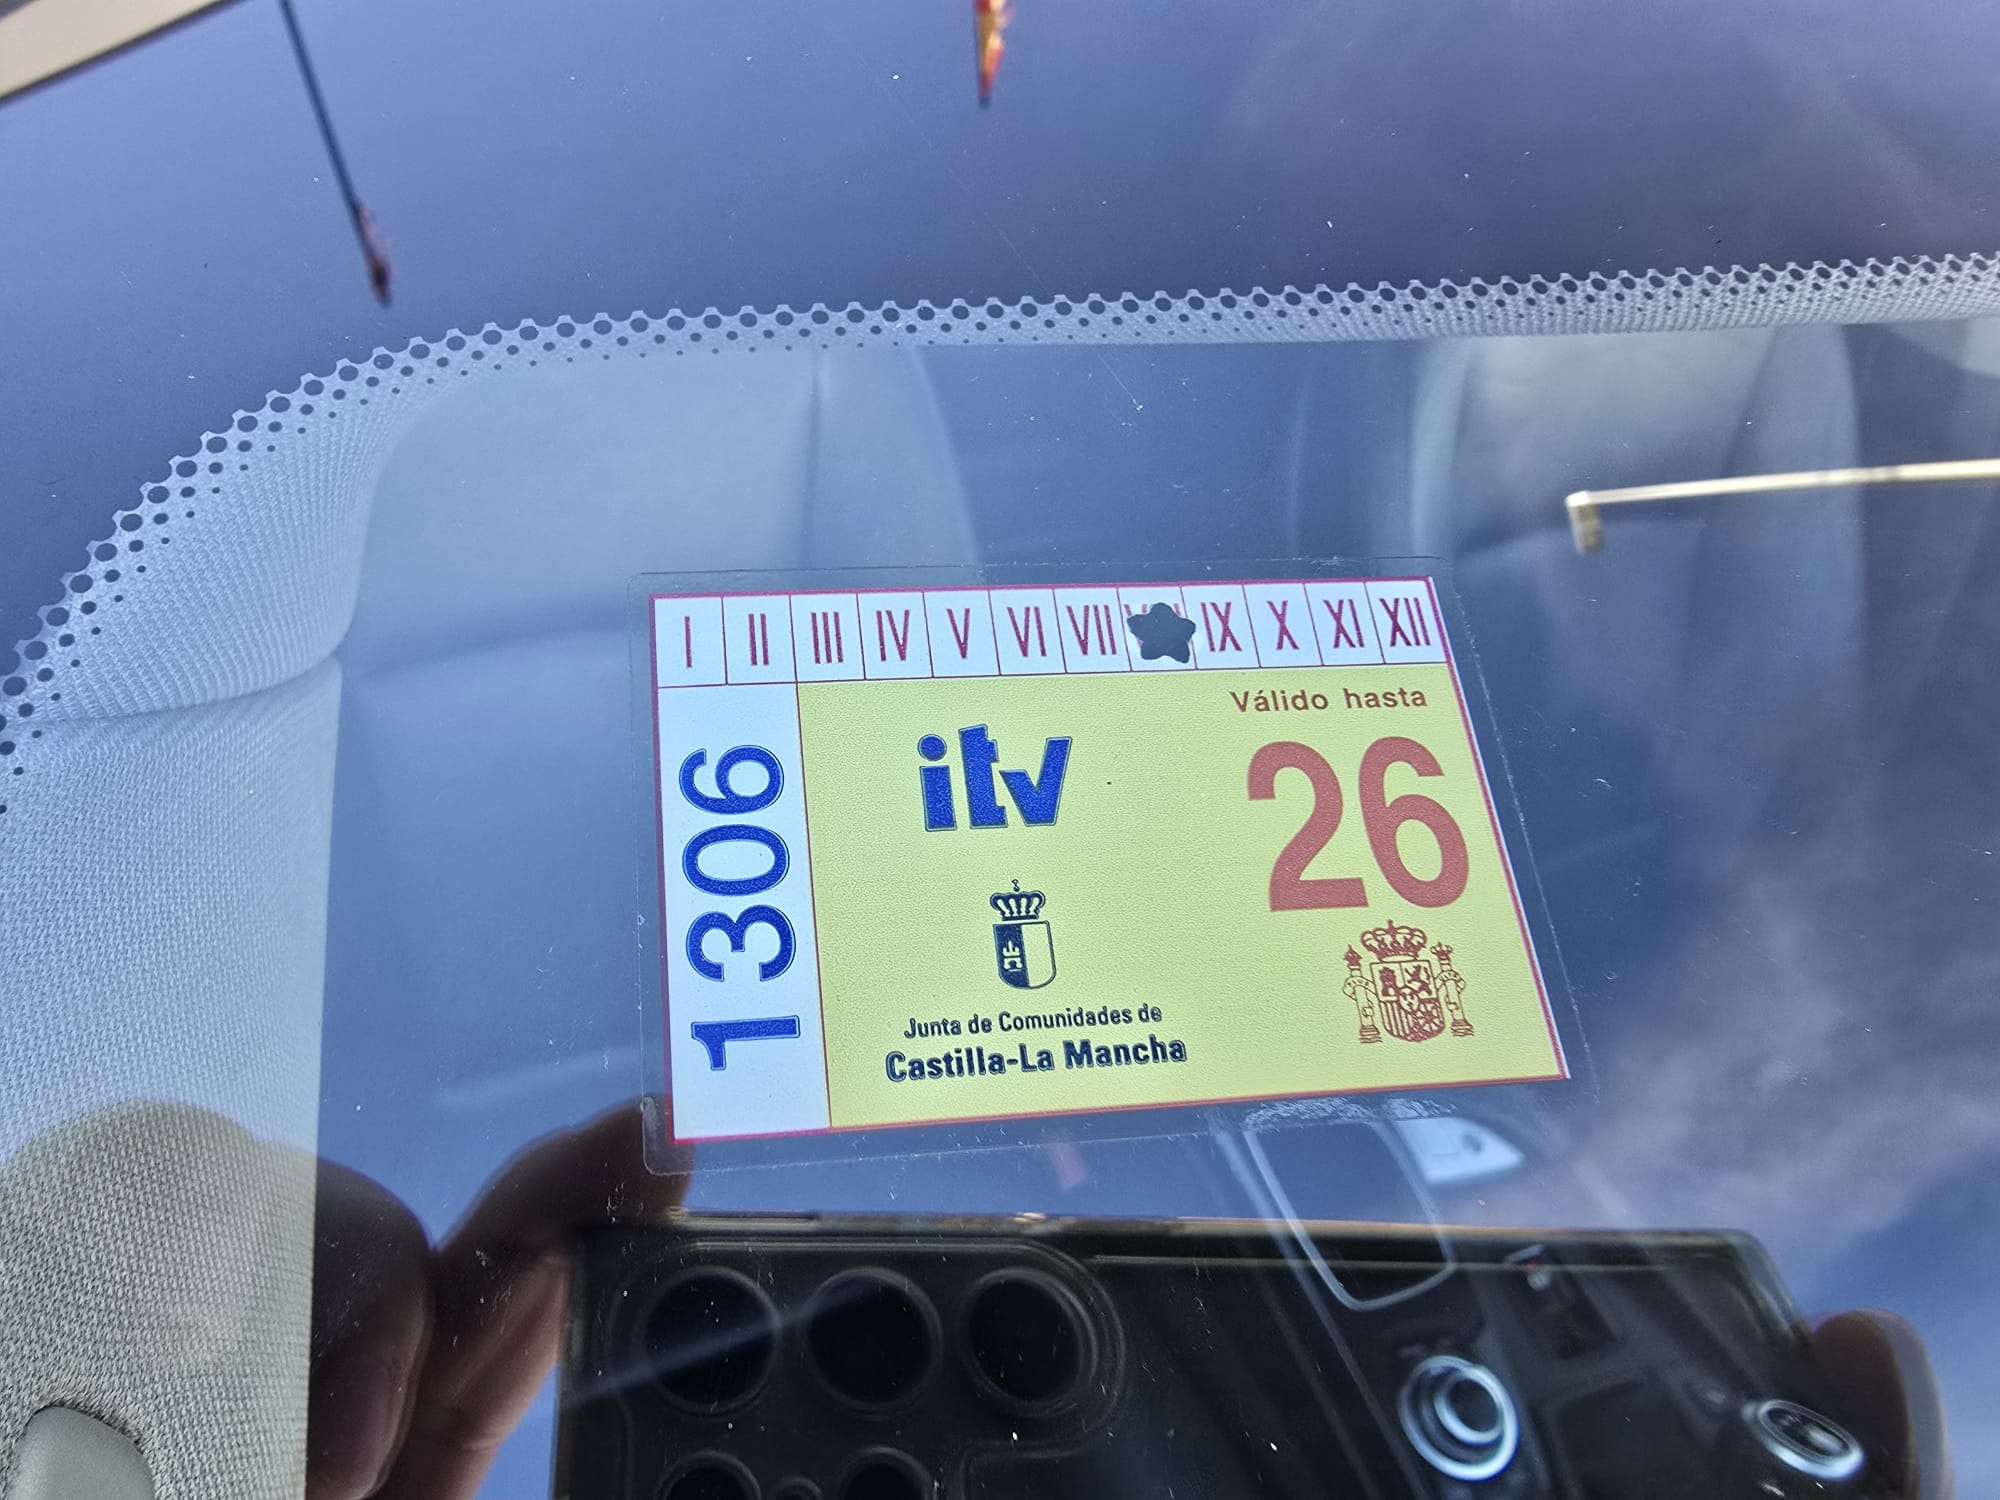 I II III IV V VI VII IX X XI XII
1306
itv
Válido hasta
26
Junta de Comunidades de
Castilla-La Mancha